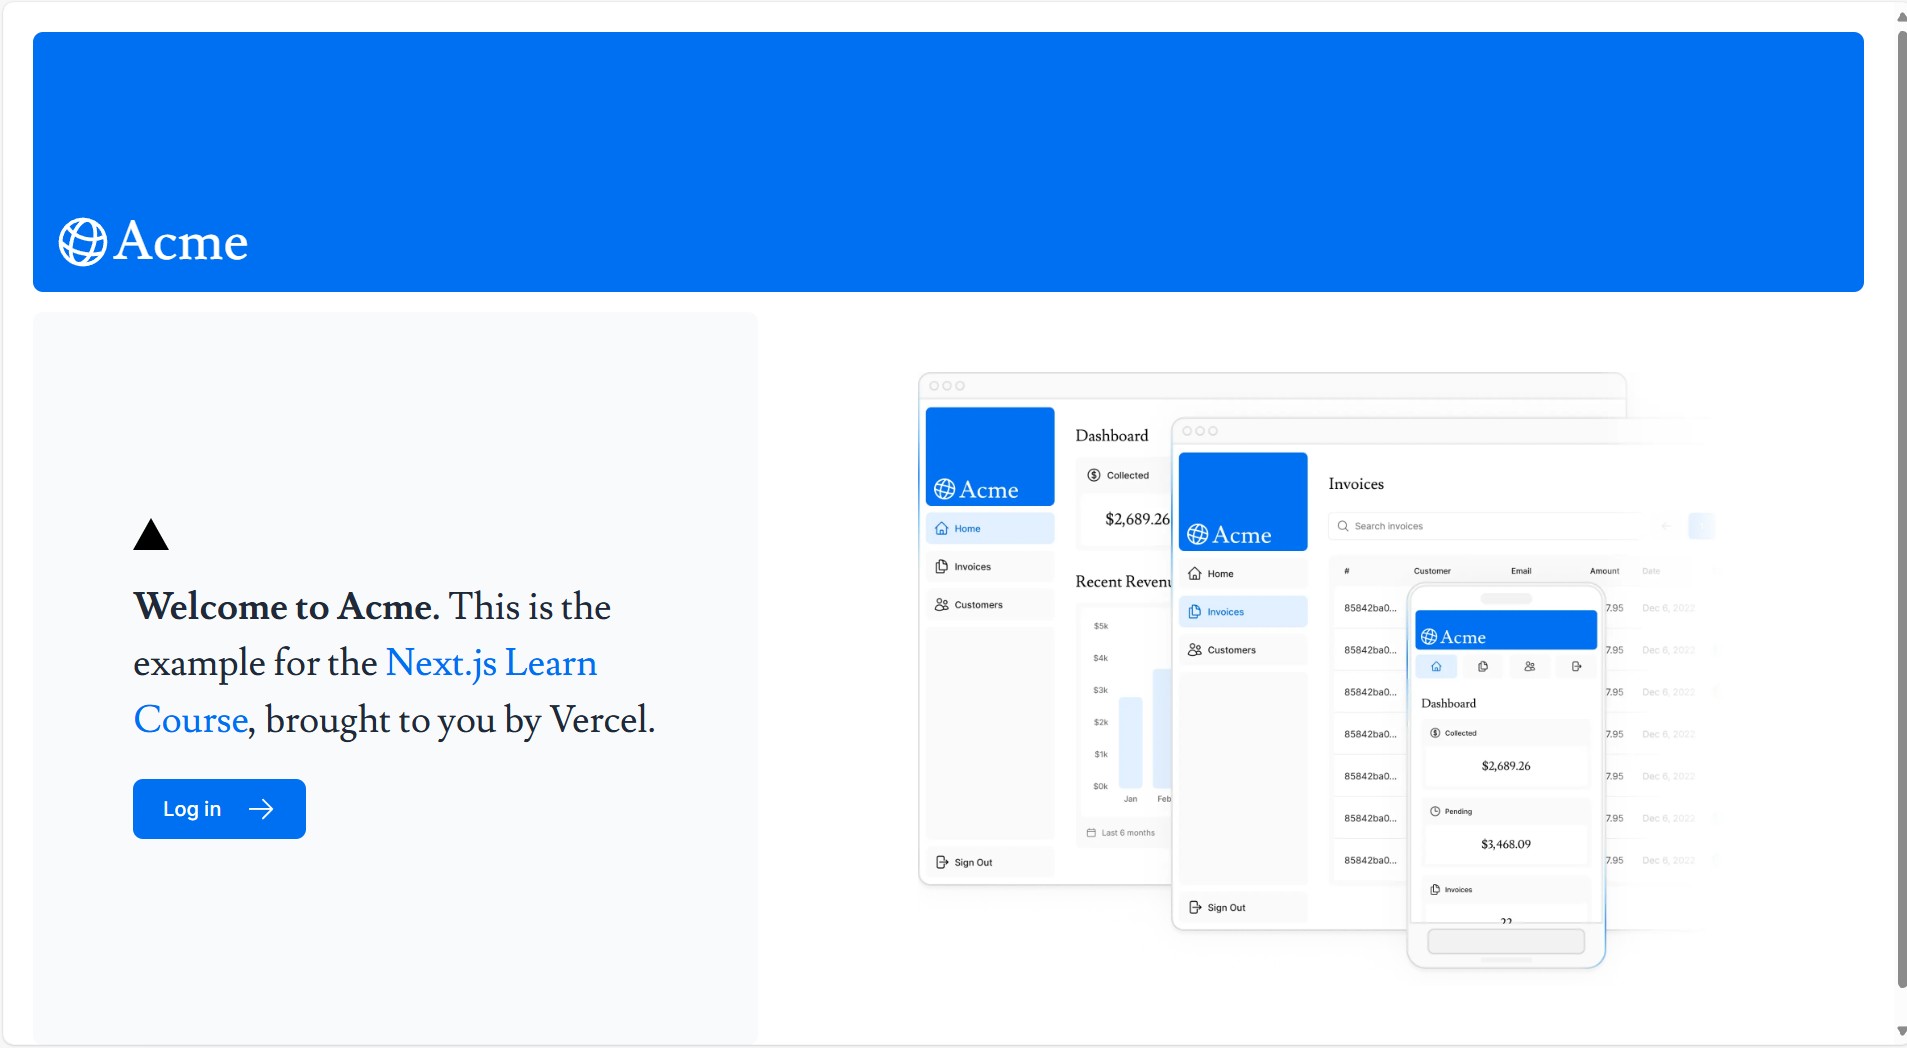 Acme
Welcome to Acme. This is the
example for the Next.js Learn
Course, brought to you by Vercel.
Log in
Acme
Home
Invoices
Customers
Sign Out
Dashboard
Collected
$2,689.26
Recent Revenu
$5k
$4k
$3k
$2k
$1k
$0k
Jan Feb
Last 6 months
Acme
Home
Invoices
Customers
Sign Out
Invoices
Search invoices
# Customer Email Amount Date
85842ba0... 7.95 Dec 6, 2022
85842ba0... 7.95 Dec 6, 2022
85842ba0... 7.95 Dec 6, 2022
85842ba0... 7.95 Dec 6, 2022
85842ba0... 7.95 Dec 6, 2022
85842ba0... 7.95 Dec 6, 2022
85842ba0... 7.95 Dec 6, 2022
Acme
Dashboard
Collected
$2,689.26
Pending
$3,468.09
Invoices
22